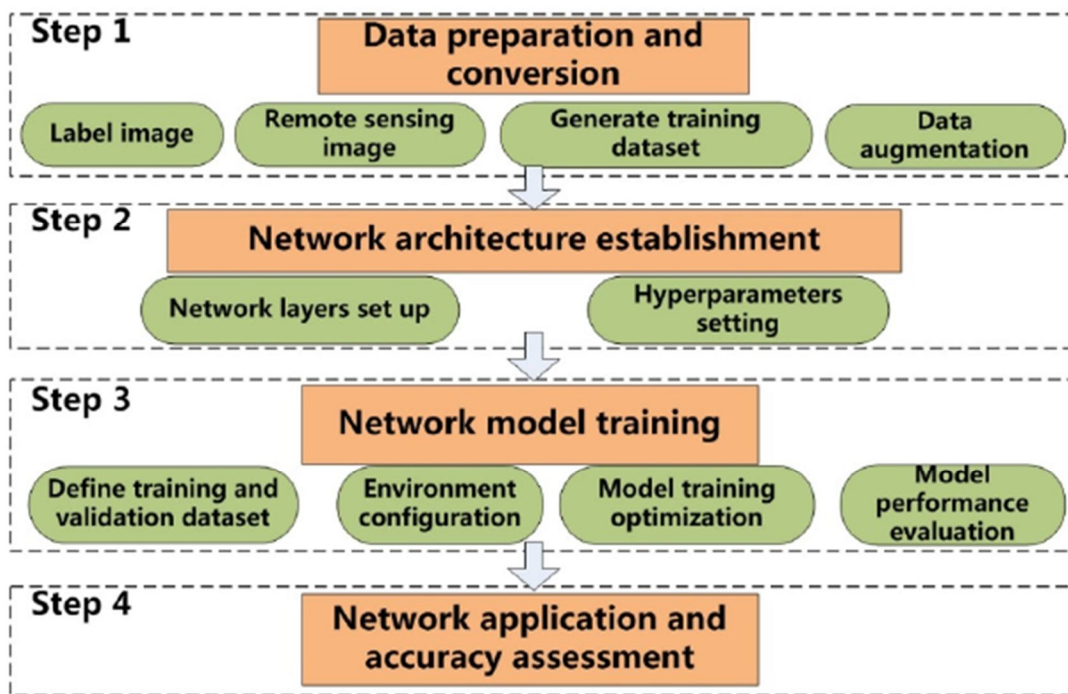 Step 1
Data preparation and
conversion
Label image
Remote sensing
image
Generate training
dataset
Data
augmentation
Step 2
Network architecture establishment
Network layers set up
Hyperparameters
setting
Step 3
Network model training
Define training and
validation dataset
Environment
configuration
Model training
optimization
Model
performance
evaluation
Step 4
Network application and
accuracy assessment